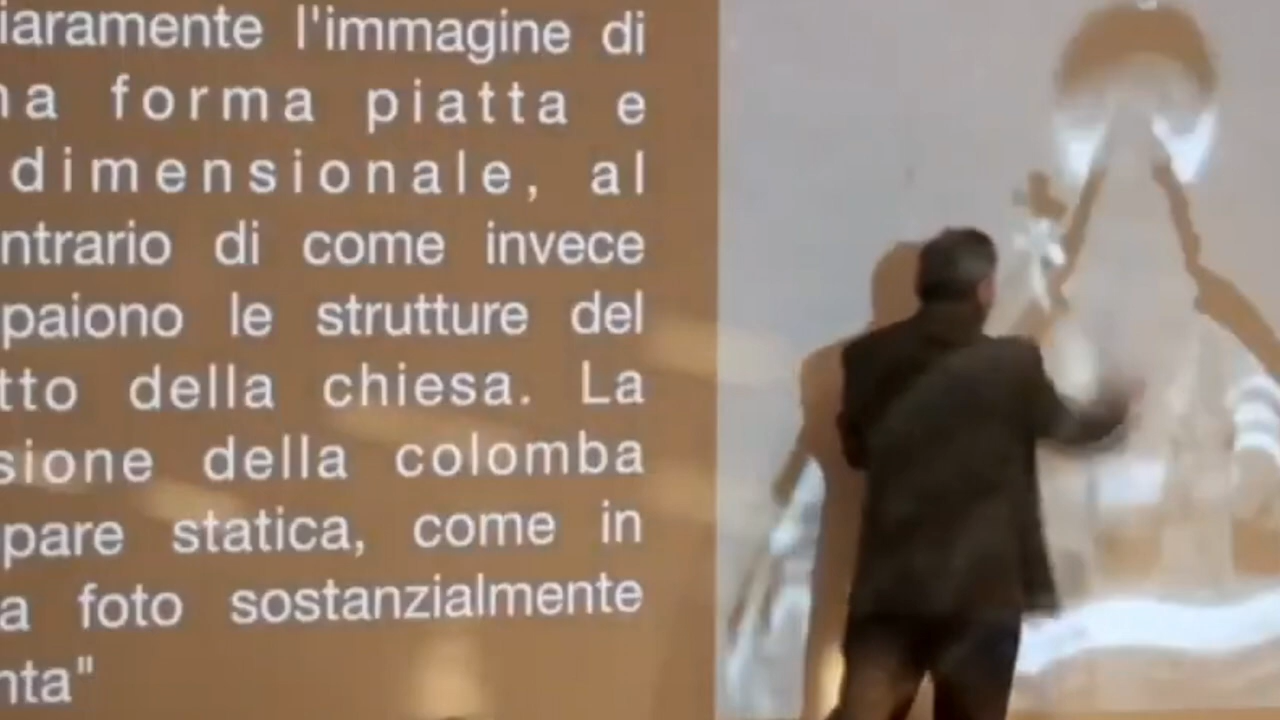 iaramente l'immagine di
na forma piatta e
dimensionale, al
ntrario di come invece
paiono le strutture del
tto della chiesa. La
sione della colomba
pare statica, come in
a foto sostanzialmente
nta"